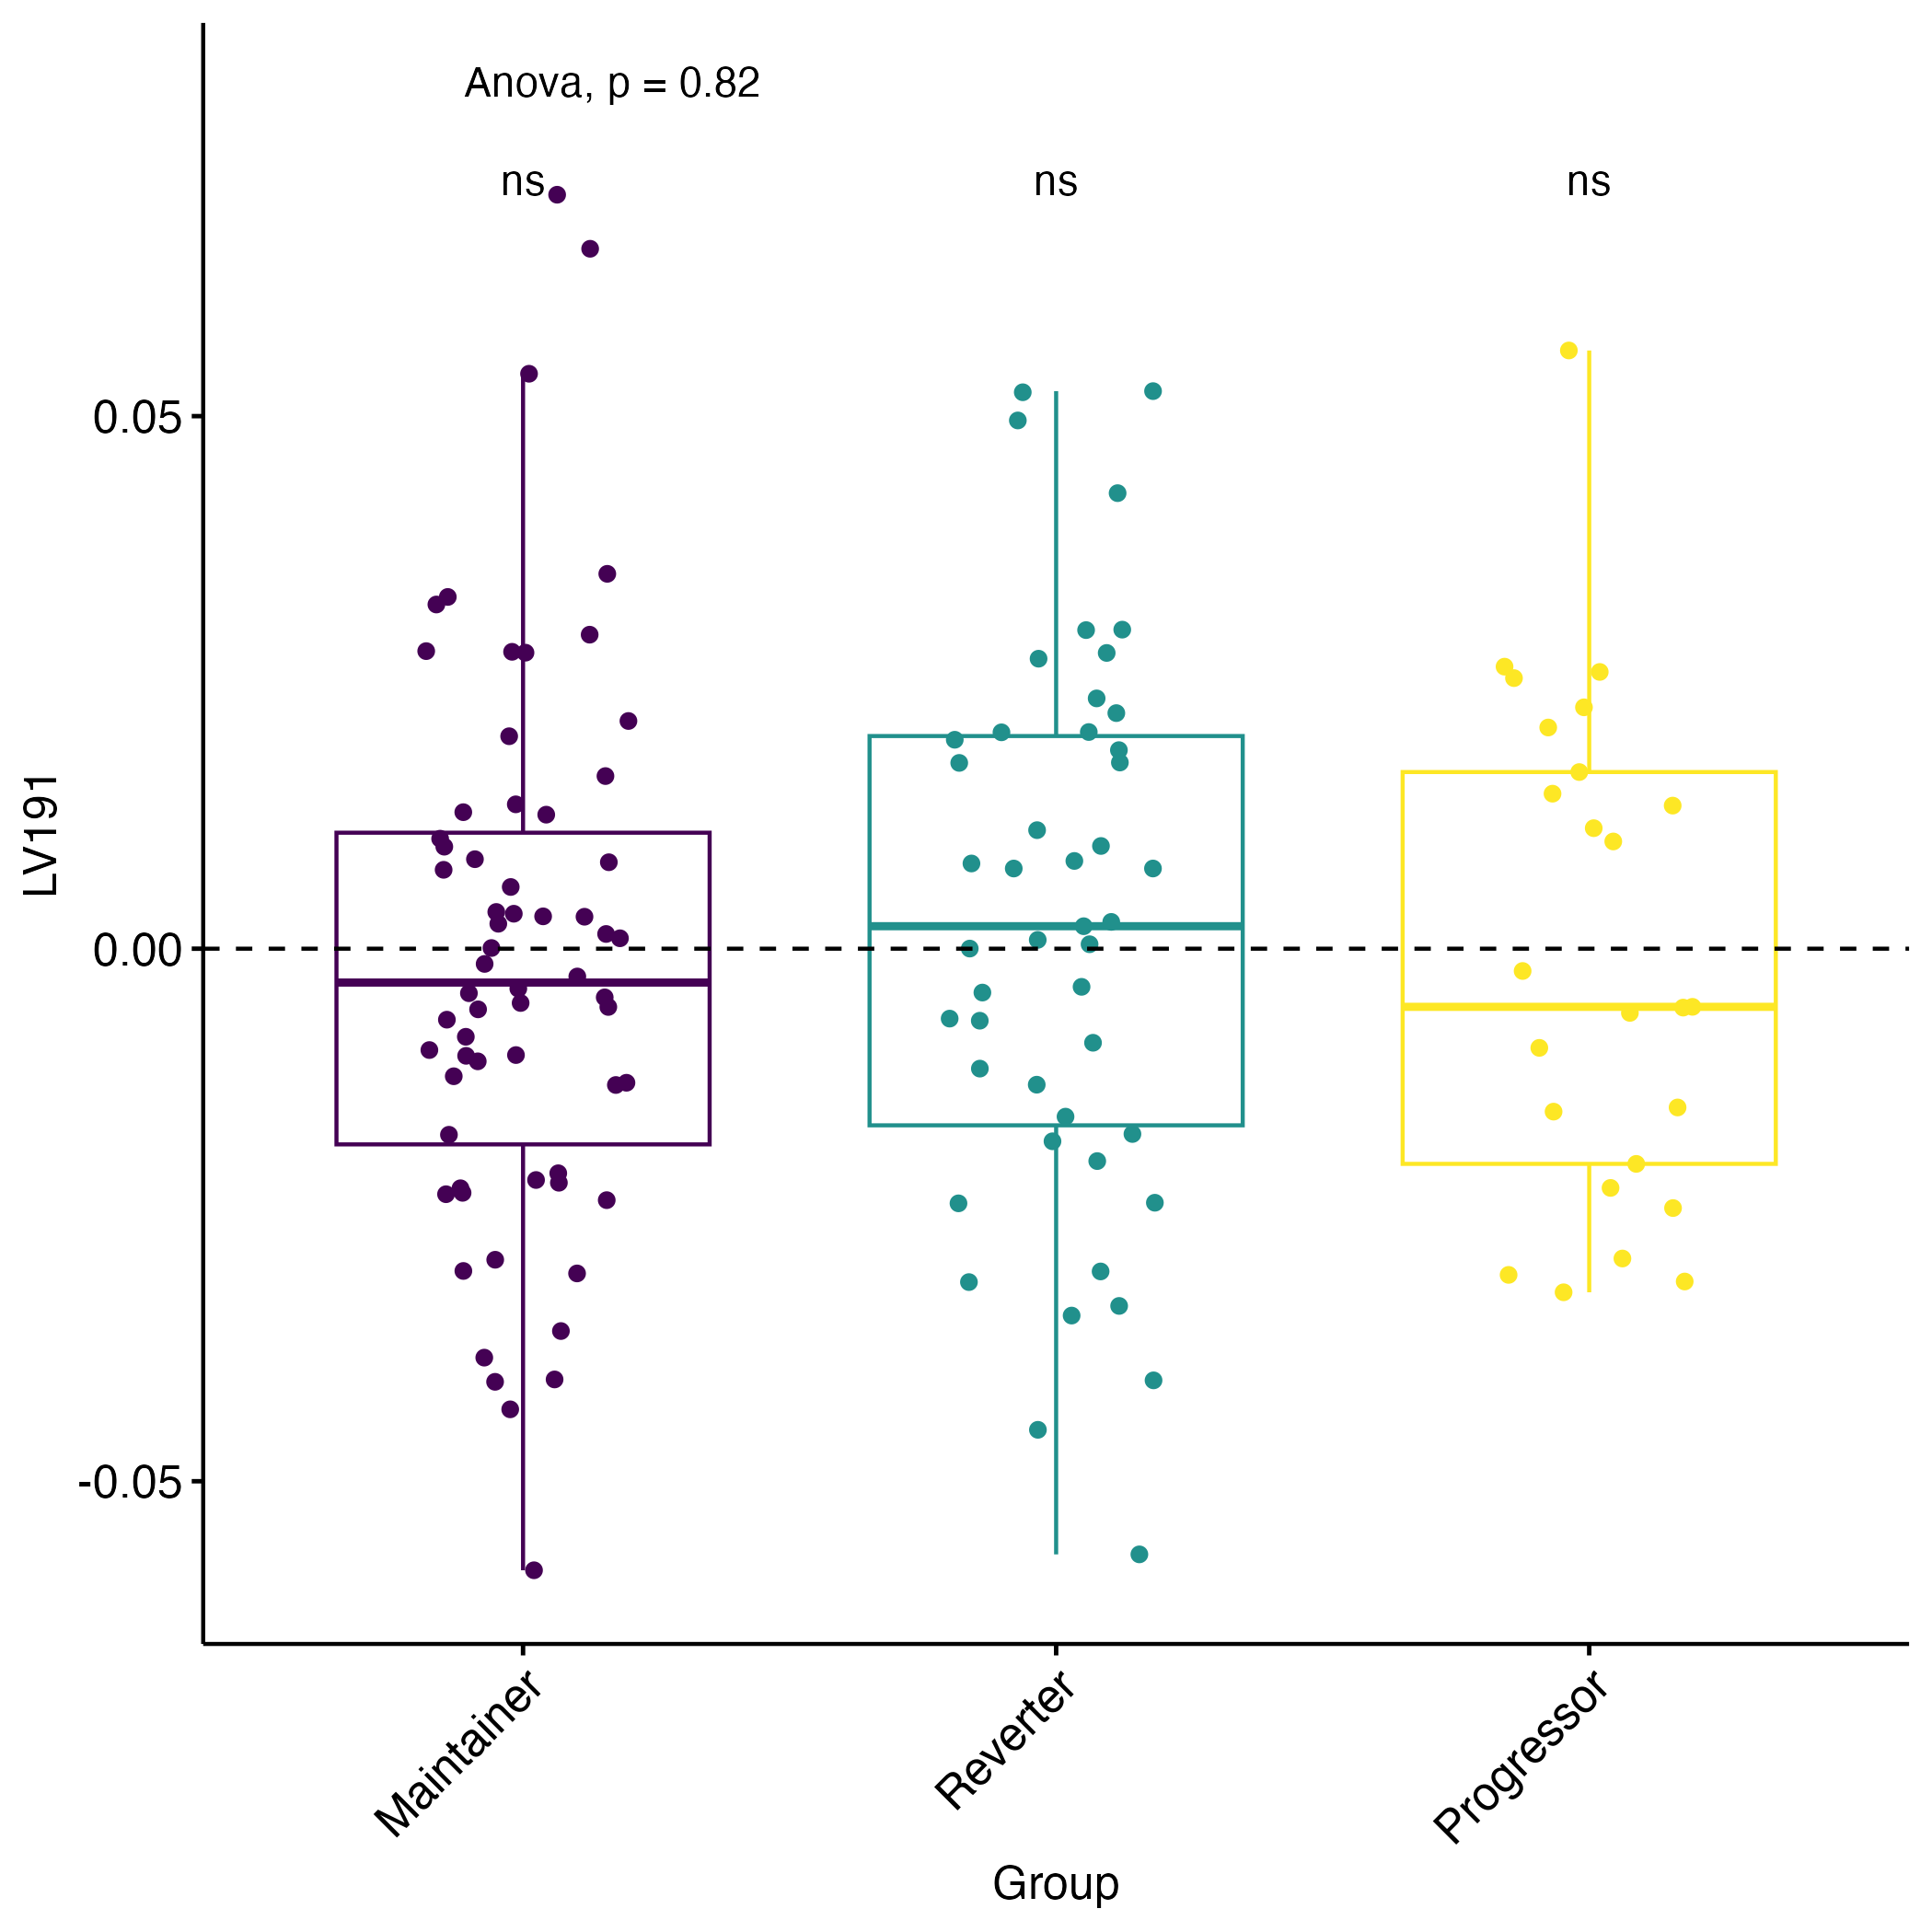 Anova, p = 0.82
ns ns ns
0.05
0.00
-0.05
LV191
Maintainer Reverter Progressor
Group